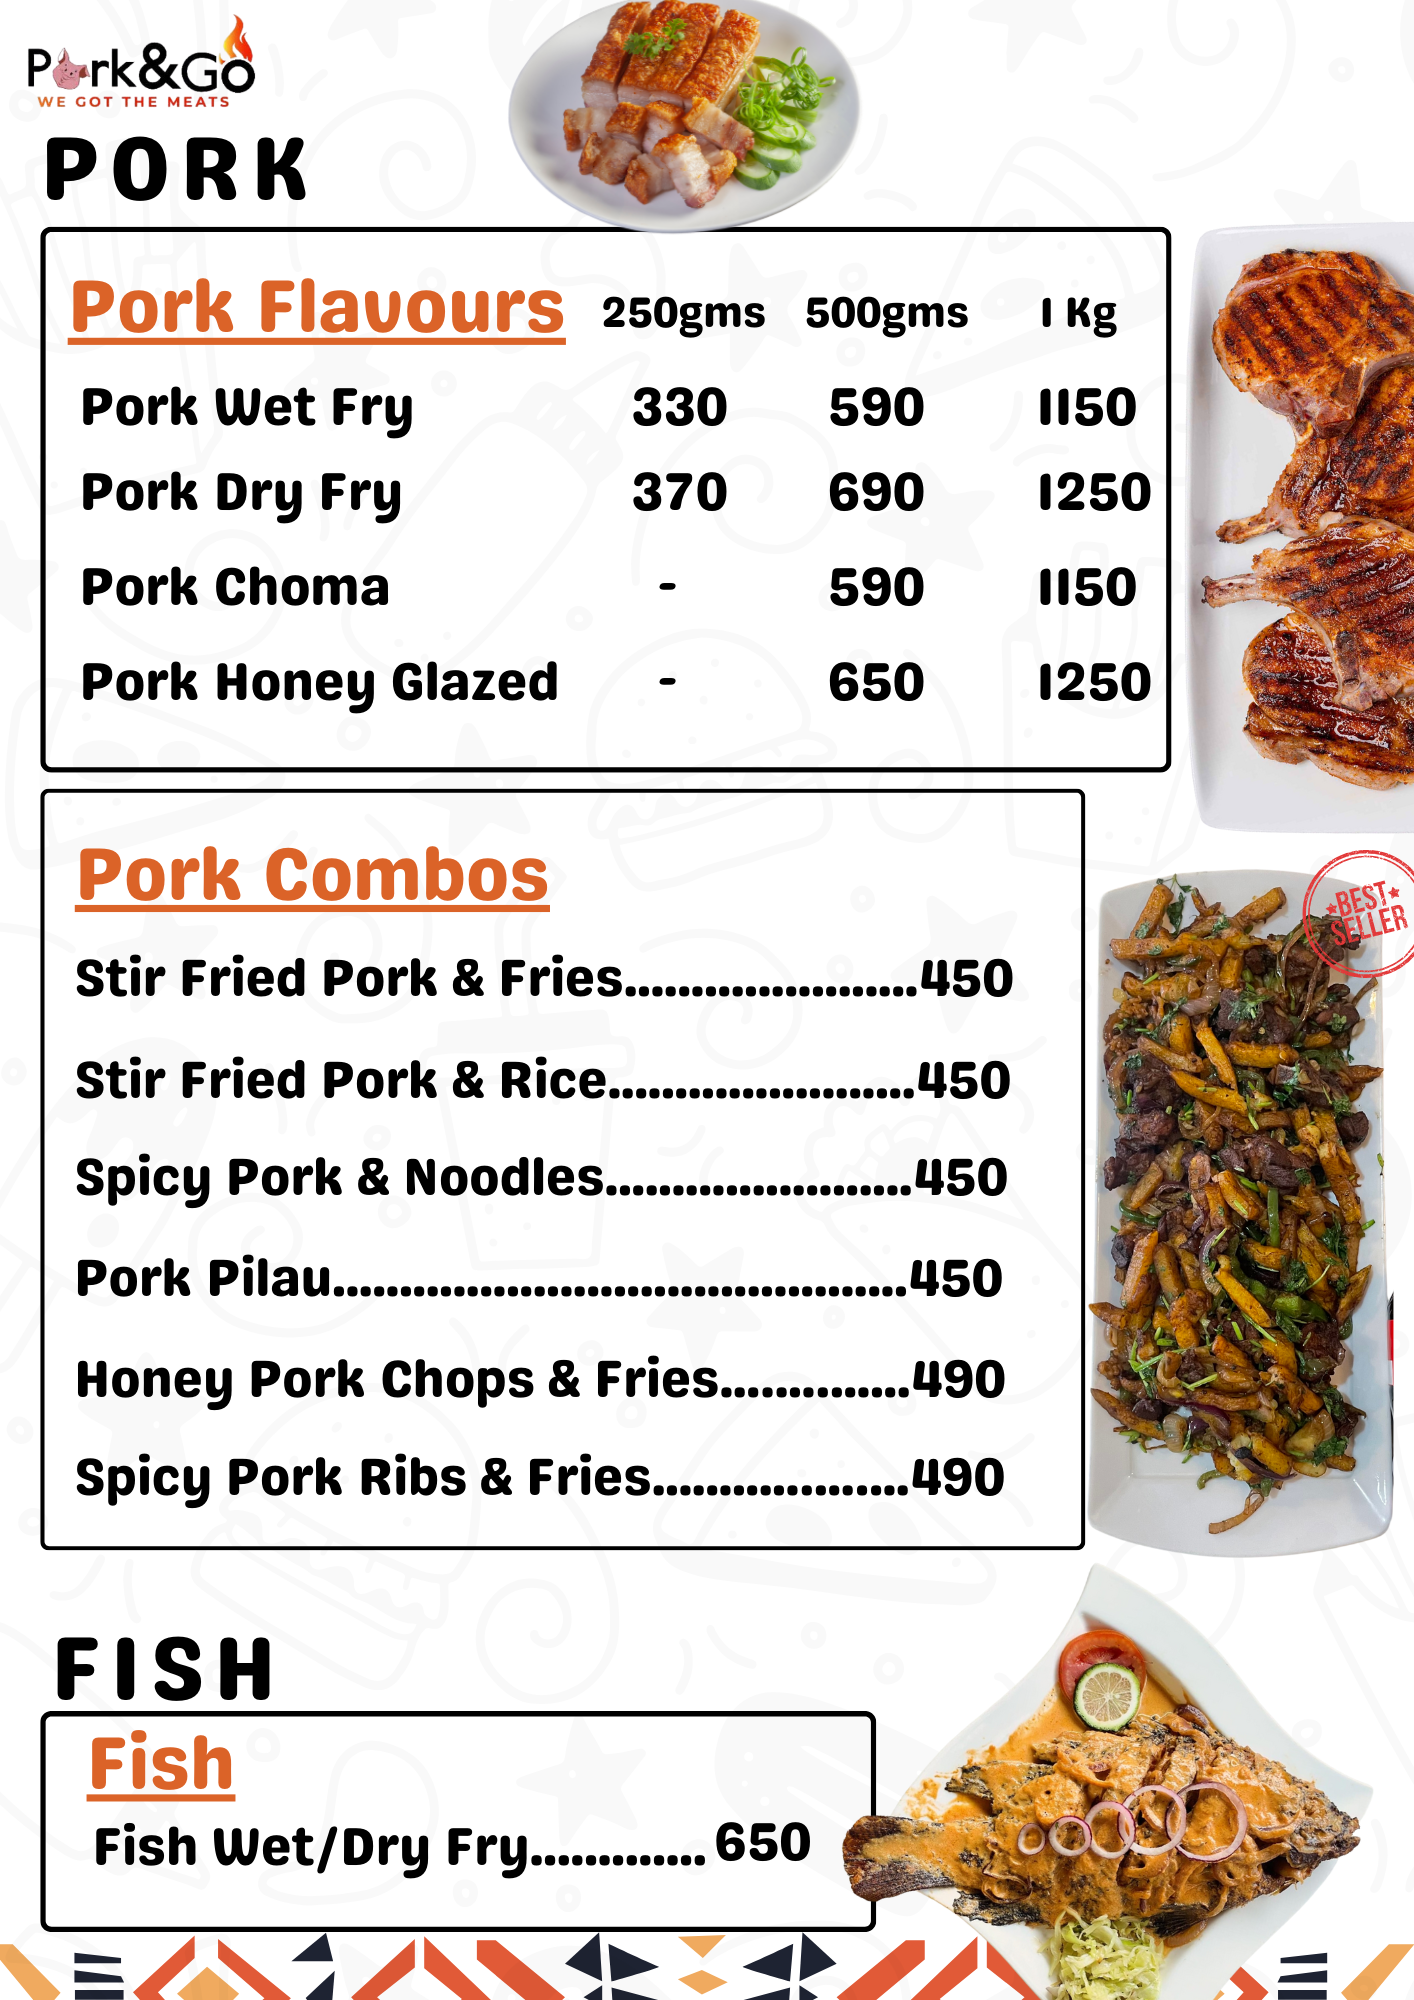 Pork&Go
WE GOT THE MEATS
PORK
Pork Flavours 250gms 500gms 1 Kg
Pork Wet Fry 330 590 1150
Pork Dry Fry 370 690 1250
Pork Choma - 590 1150
Pork Honey Glazed - 650 1250
Pork Combos
BEST
SELLER
Stir Fried Pork & Fries......................450
Stir Fried Pork & Rice.......................450
Spicy Pork & Noodles.......................450
Pork Pilau...........................................450
Honey Pork Chops & Fries..............490
Spicy Pork Ribs & Fries...................490
FISH
Fish
Fish Wet/Dry Fry............. 650